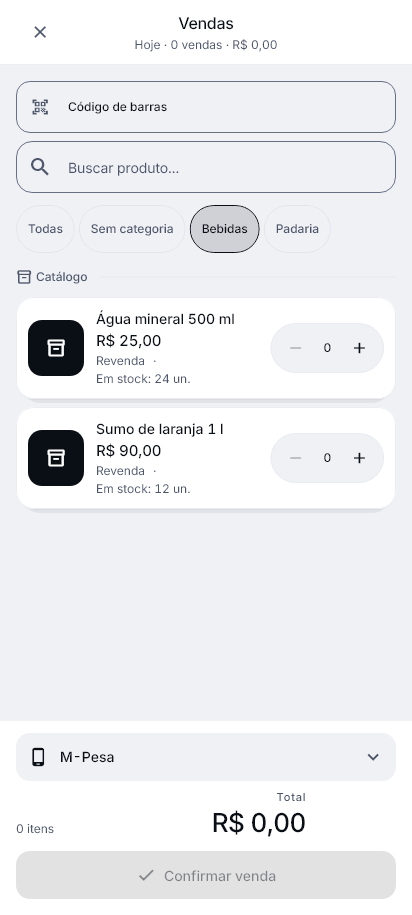 Vendas
Hoje · 0 vendas · R$ 0,00
Código de barras
Buscar produto...
Todas
Sem categoria
Bebidas
Padaria
Catálogo
Água mineral 500 ml
R$ 25,00
Revenda ·
Em stock: 24 un.
0
Sumo de laranja 1 l
R$ 90,00
Revenda ·
Em stock: 12 un.
0
M-Pesa
Total
0 itens
R$ 0,00
Confirmar venda